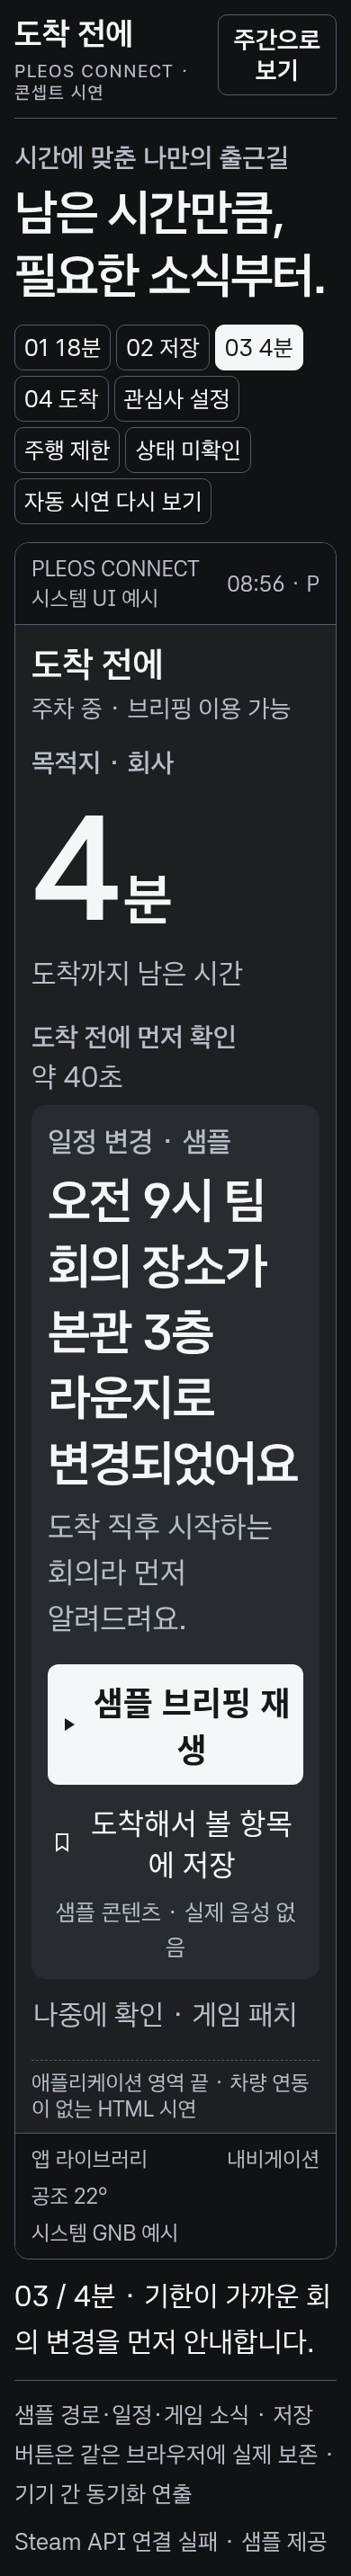 도착 전에
PLEOS CONNECT ·
콘셉트 시연
주간으로
보기
시간에 맞춘 나만의 출근길
남은 시간만큼,
필요한 소식부터.
01 18분
02 저장
03 4분
04 도착
관심사 설정
주행 제한
상태 미확인
자동 시연 다시 보기
PLEOS CONNECT
시스템 UI 예시
08:56 · P
도착 전에
주차 중 · 브리핑 이용 가능
목적지 · 회사
4분
도착까지 남은 시간
도착 전에 먼저 확인
약 40초
일정 변경 · 샘플
오전 9시 팀
회의 장소가
본관 3층
라운지로
변경되었어요
도착 직후 시작하는
회의라 먼저
알려드려요.
샘플 브리핑 재
생
도착해서 볼 항목
에 저장
샘플 콘텐츠 · 실제 음성 없
음
나중에 확인 · 게임 패치
애플리케이션 영역 끝 · 차량 연동
이 없는 HTML 시연
앱 라이브러리
내비게이션
공조 22°
시스템 GNB 예시
03 / 4분 · 기한이 가까운 회
의 변경을 먼저 안내합니다.
샘플 경로·일정·게임 소식 · 저장
버튼은 같은 브라우저에 실제 보존 ·
기기 간 동기화 연출
Steam API 연결 실패 · 샘플 제공